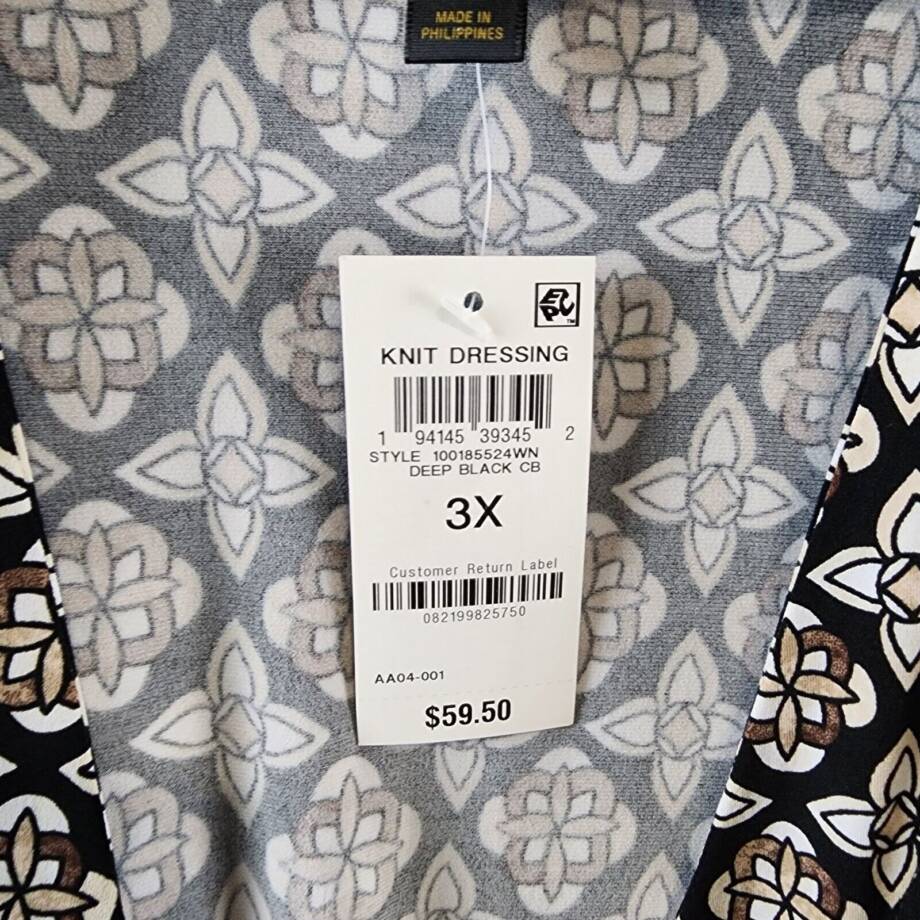 MADE IN
PHILIPPINES
KNIT DRESSING
1 94145 39345 2
STYLE 100185524WN
DEEP BLACK CB
3X
Customer Return Label
082199825750
AA04-001
$59.50